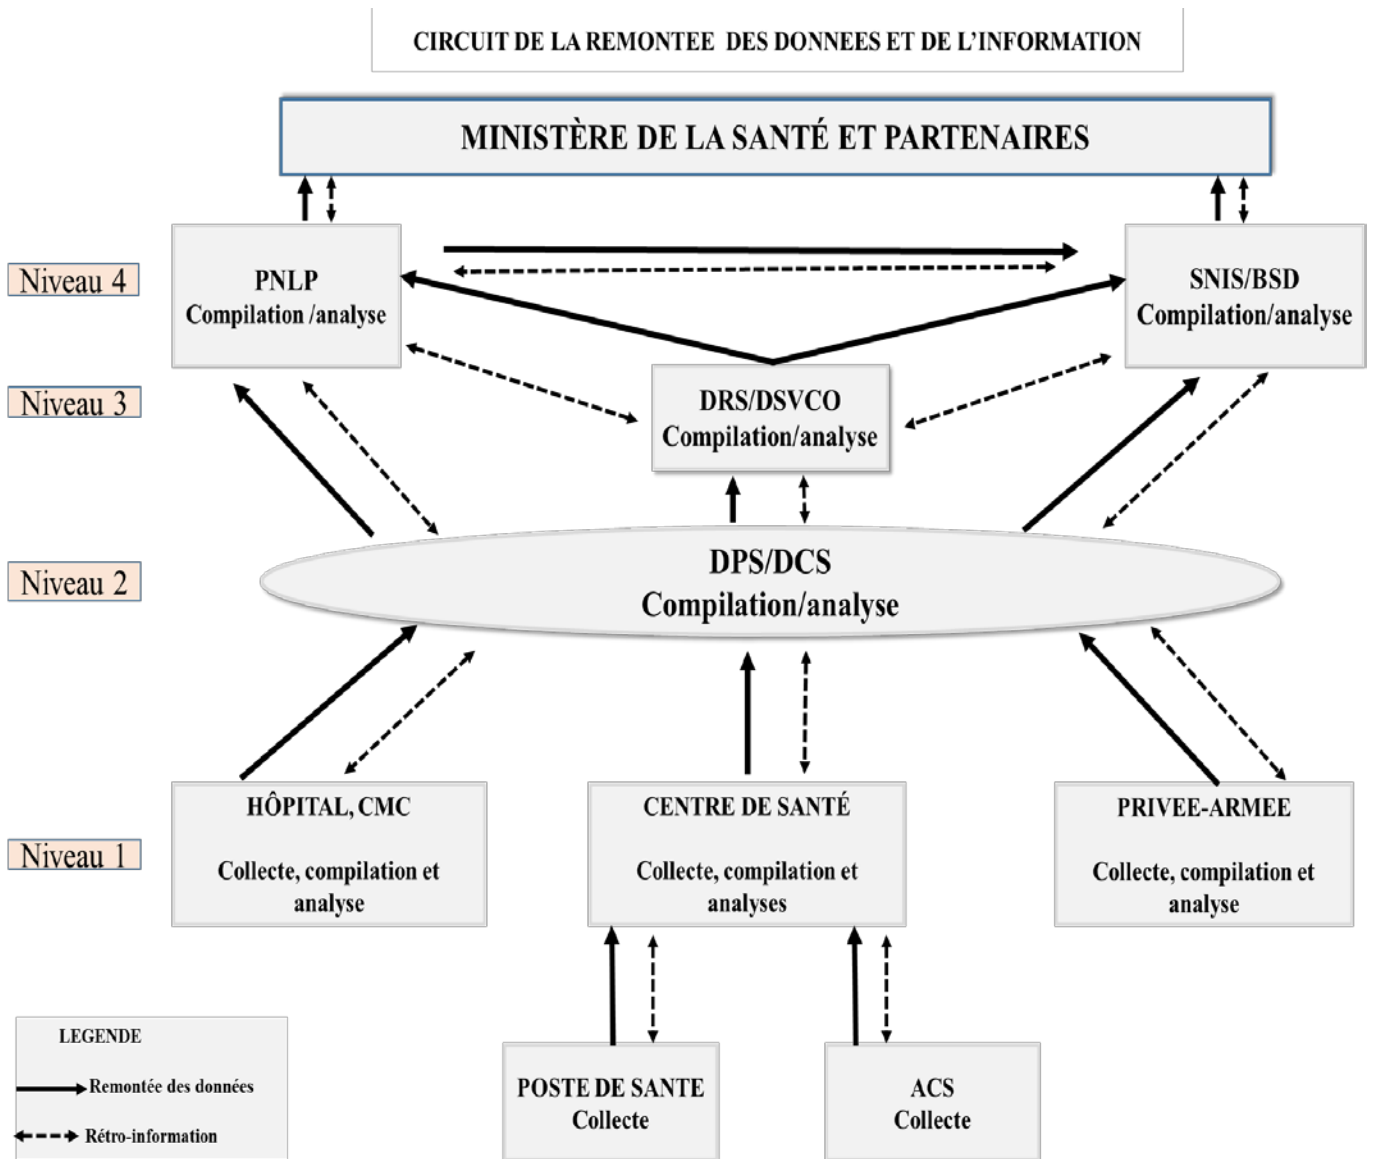 CIRCUIT DE LA REMONTEE DES DONNEES ET DE L'INFORMATION
MINISTÈRE DE LA SANTÉ ET PARTENAIRES
Niveau 4
PNLP
Compilation /analyse
SNIS/BSD
Compilation/analyse
Niveau 3
DRS/DSVCO
Compilation/analyse
Niveau 2
DPS/DCS
Compilation/analyse
Niveau 1
HÔPITAL, CMC
Collecte, compilation et
analyse
CENTRE DE SANTÉ
Collecte, compilation et
analyses
PRIVEE-ARMEE
Collecte, compilation et
analyse
POSTE DE SANTE
Collecte
ACS
Collecte
LEGENDE
Remontée des données
Rétro-information